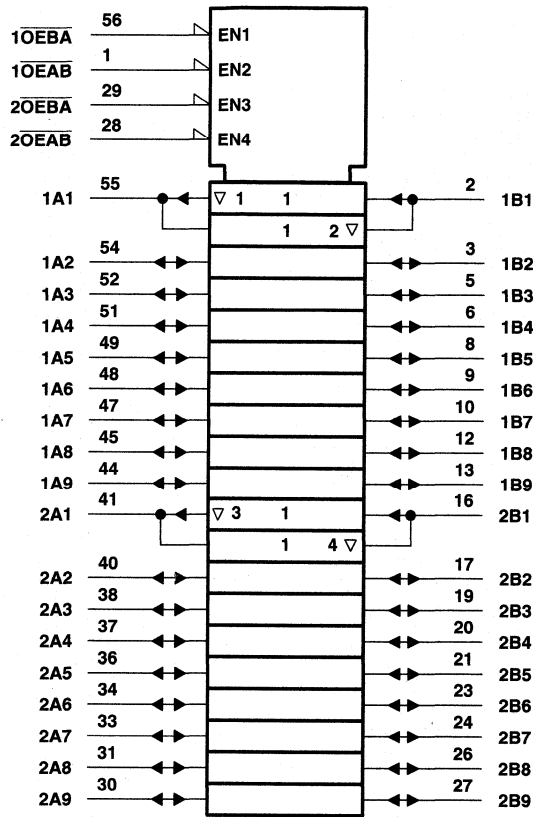 1O̅E̅B̅A̅ 56 EN1
1O̅E̅A̅B̅ 1 EN2
2O̅E̅B̅A̅ 29 EN3
2O̅E̅A̅B̅ 28 EN4
1A1 55 ▽ 1 1 2 1B1
1 2 ▽
1A2 54 3 1B2
1A3 52 5 1B3
1A4 51 6 1B4
1A5 49 8 1B5
1A6 48 9 1B6
1A7 47 10 1B7
1A8 45 12 1B8
1A9 44 13 1B9
2A1 41 ▽ 3 1 16 2B1
1 4 ▽
2A2 40 17 2B2
2A3 38 19 2B3
2A4 37 20 2B4
2A5 36 21 2B5
2A6 34 23 2B6
2A7 33 24 2B7
2A8 31 26 2B8
2A9 30 27 2B9